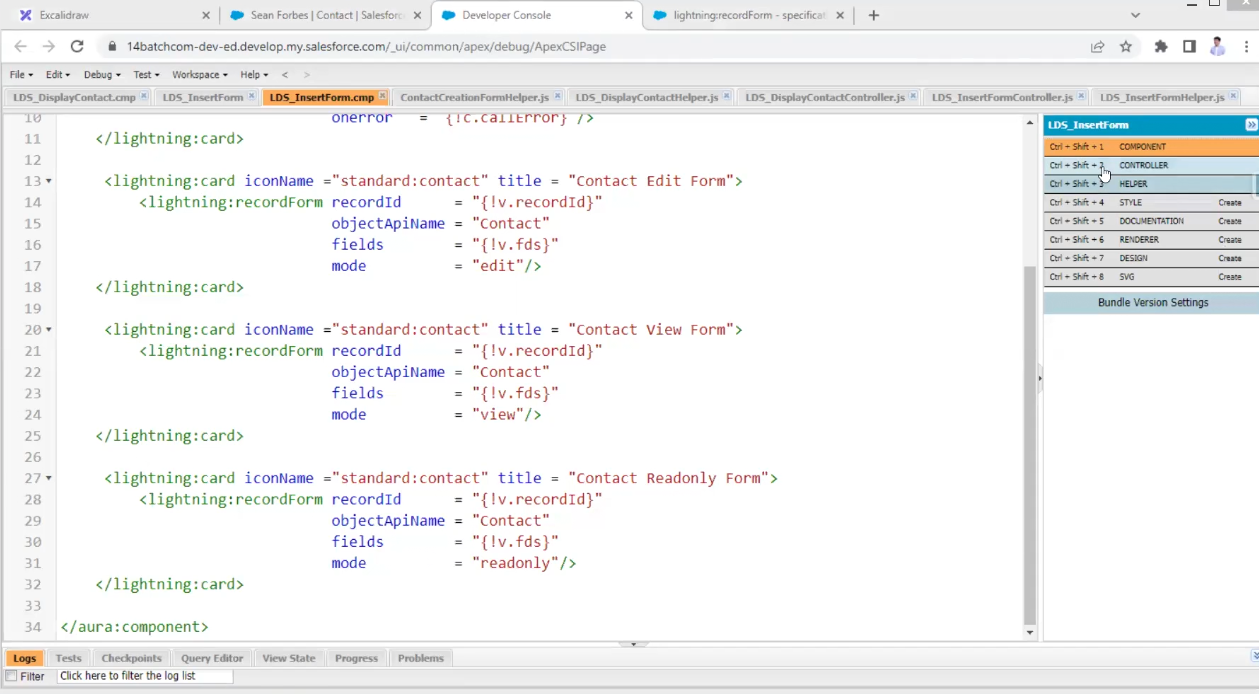 Excalidraw
Sean Forbes | Contact | Salesforc
Developer Console
lightning:recordForm - specificat
14batchcom-dev-ed.develop.my.salesforce.com/_ui/common/apex/debug/ApexCSIPage
File Edit Debug Test Workspace Help < >
LDS_DisplayContact.cmp LDS_InsertForm LDS_InsertForm.cmp ContactCreationFormHelper.js LDS_DisplayContactHelper.js LDS_DisplayContactController.js LDS_InsertFormController.js LDS_InsertFormHelper.js
10 onerror = {!c.callError} />
11 </lightning:card>
12
13 <lightning:card iconName ="standard:contact" title = "Contact Edit Form">
14 <lightning:recordForm recordId = "{!v.recordId}"
15 objectApiName = "Contact"
16 fields = "{!v.fds}"
17 mode = "edit"/>
18 </lightning:card>
19
20 <lightning:card iconName ="standard:contact" title = "Contact View Form">
21 <lightning:recordForm recordId = "{!v.recordId}"
22 objectApiName = "Contact"
23 fields = "{!v.fds}"
24 mode = "view"/>
25 </lightning:card>
26
27 <lightning:card iconName ="standard:contact" title = "Contact Readonly Form">
28 <lightning:recordForm recordId = "{!v.recordId}"
29 objectApiName = "Contact"
30 fields = "{!v.fds}"
31 mode = "readonly"/>
32 </lightning:card>
33
34 </aura:component>
LDS_InsertForm
Ctrl + Shift + 1 COMPONENT
Ctrl + Shift + 2 CONTROLLER
Ctrl + Shift + 3 HELPER
Ctrl + Shift + 4 STYLE Create
Ctrl + Shift + 5 DOCUMENTATION Create
Ctrl + Shift + 6 RENDERER Create
Ctrl + Shift + 7 DESIGN Create
Ctrl + Shift + 8 SVG Create
Bundle Version Settings
Logs Tests Checkpoints Query Editor View State Progress Problems
Filter Click here to filter the log list